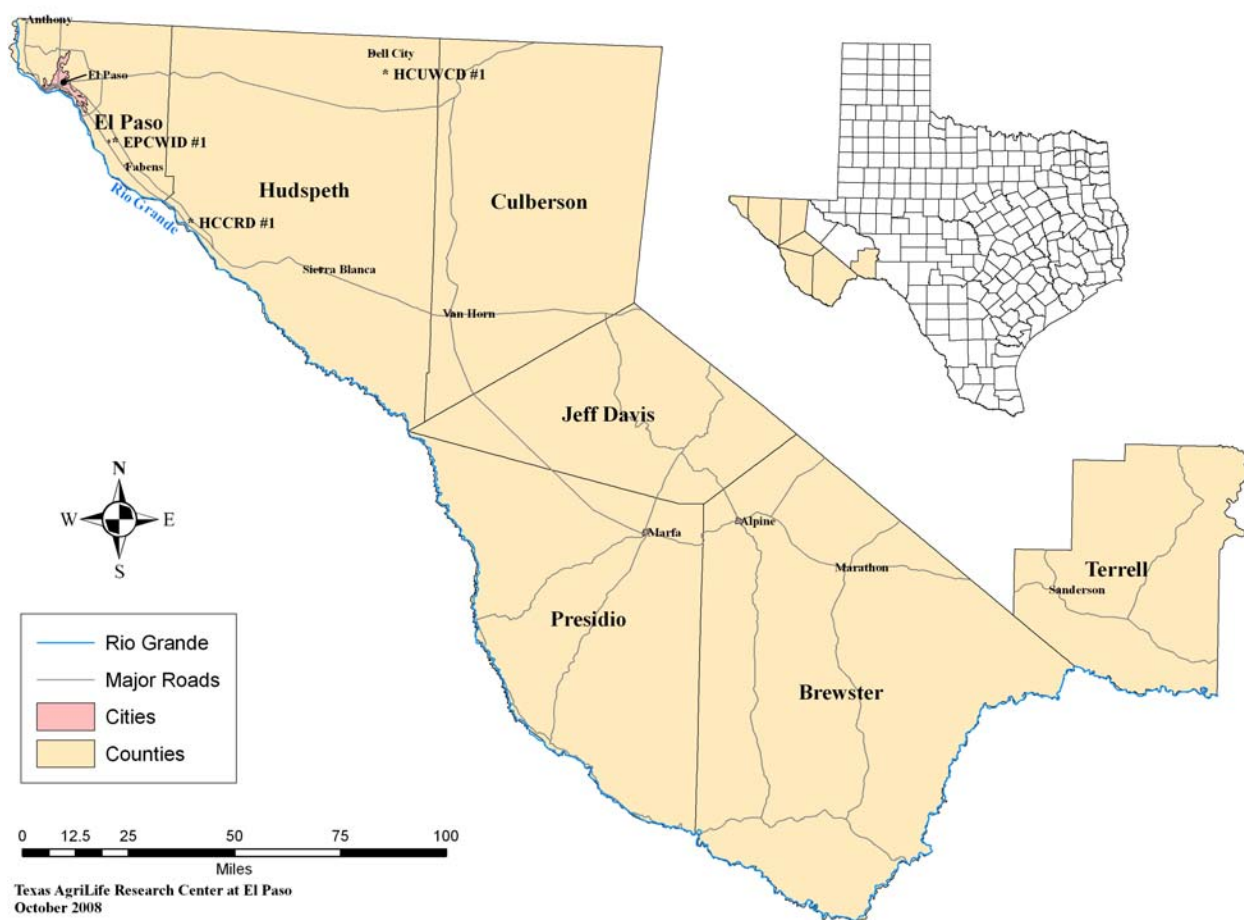 Anthony
El Paso
Dell City
* HCUWCD #1
El Paso
* EPCWID #1
Fabens
Rio Grande
* HCCRD #1
Hudspeth
Culberson
Sierra Blanca
Van Horn
Jeff Davis
Marfa
Alpine
Marathon
Presidio
Brewster
Sanderson
Terrell
N
W E
S
Rio Grande
Major Roads
Cities
Counties
0 12.5 25 50 75 100
Miles
Texas AgriLife Research Center at El Paso
October 2008